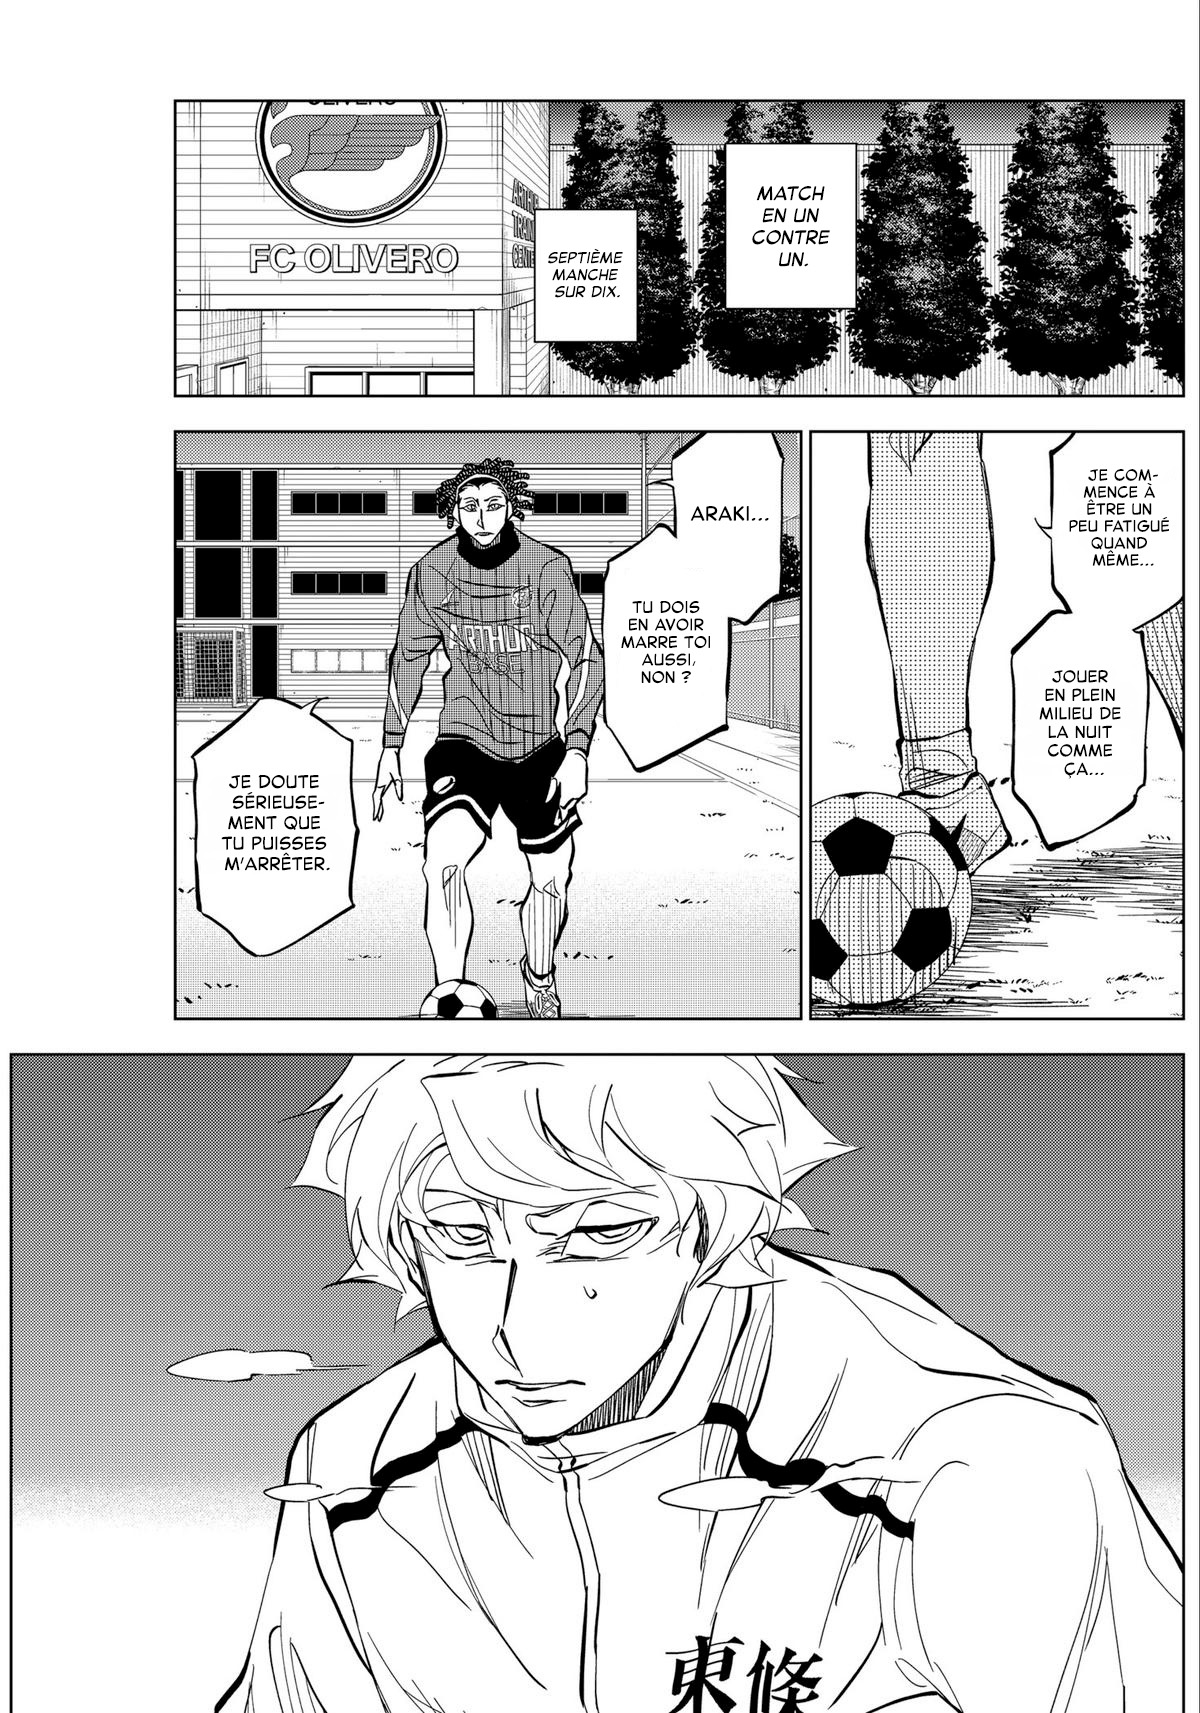 OLIVERO
FC OLIVERO
MATCH
EN UN
CONTRE
UN.
SEPTIÈME
MANCHE
SUR DIX.
JE COM-
MENCE À
ÊTRE UN
PEU FATIGUÉ
QUAND
MÊME...
JOUER
EN PLEIN
MILIEU DE
LA NUIT
COMME
ÇA...
ARAKI...
TU DOIS
EN AVOIR
MARRE TOI
AUSSI,
NON ?
ARTHUR
JE DOUTE
SÉRIEUSE-
MENT QUE
TU PUISSES
M'ARRÊTER.
東條